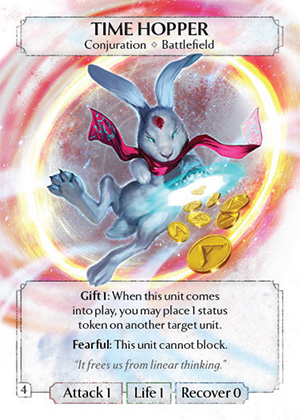 TIME HOPPER
Conjuration ⋄ Battlefield
Gift 1: When this unit comes
into play, you may place 1 status
token on another target unit.
Fearful: This unit cannot block.
"It frees us from linear thinking."
4
Attack 1 Life 1 Recover 0